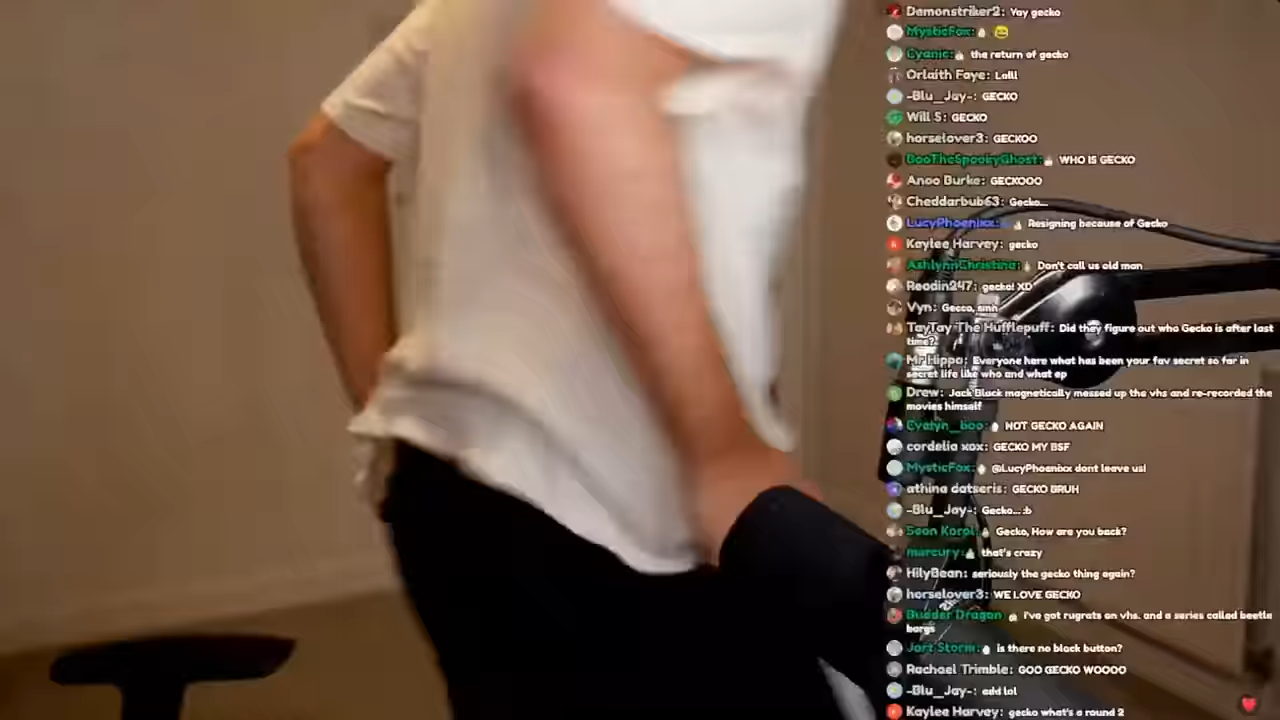 Demonstriker2: Yay gecko
MysticFox:
Cyanic: the return of gecko
Orlaith Faye: Lolll
-Blu_Jay-: GECKO
Will S: GECKO
horselover3: GECKOO
BooTheSpookyGhost: WHO IS GECKO
Anoo Burke: GECKOOO
Cheddarbub63: Gecko...
LucyPhoenixx: Resigning because of Gecko
Kaylee Harvey: gecko
AshlynnChristina: Don't call us old man
Readin247: gecko! XD
Vyn: Gecco, smh
TayTay The Hufflepuff: Did they figure out who Gecko is after last
time?
Mr Hippo: Everyone here what has been your fav secret so far in
secret life like who and what ep
Drew: Jack Black magnetically messed up the vhs and re-recorded the
movies himself
Evelyn_boo: NOT GECKO AGAIN
cordelia xox: GECKO MY BSF
MysticFox: @LucyPhoenixx dont leave us!
athina datseris: GECKO BRUH
-Blu_Jay-: Gecko... :b
Sean Korol: Gecko, How are you back?
marcury: that's crazy
HilyBean: seriously the gecko thing again?
horselover3: WE LOVE GECKO
Budder Dragon i've got rugrats on vhs. and a series called beetle
borgs
Jart Storm: is there no block button?
Rachael Trimble: GOO GECKO WOOOO
-Blu_Jay-: add lol
Kaylee Harvey: gecko what's a round 2